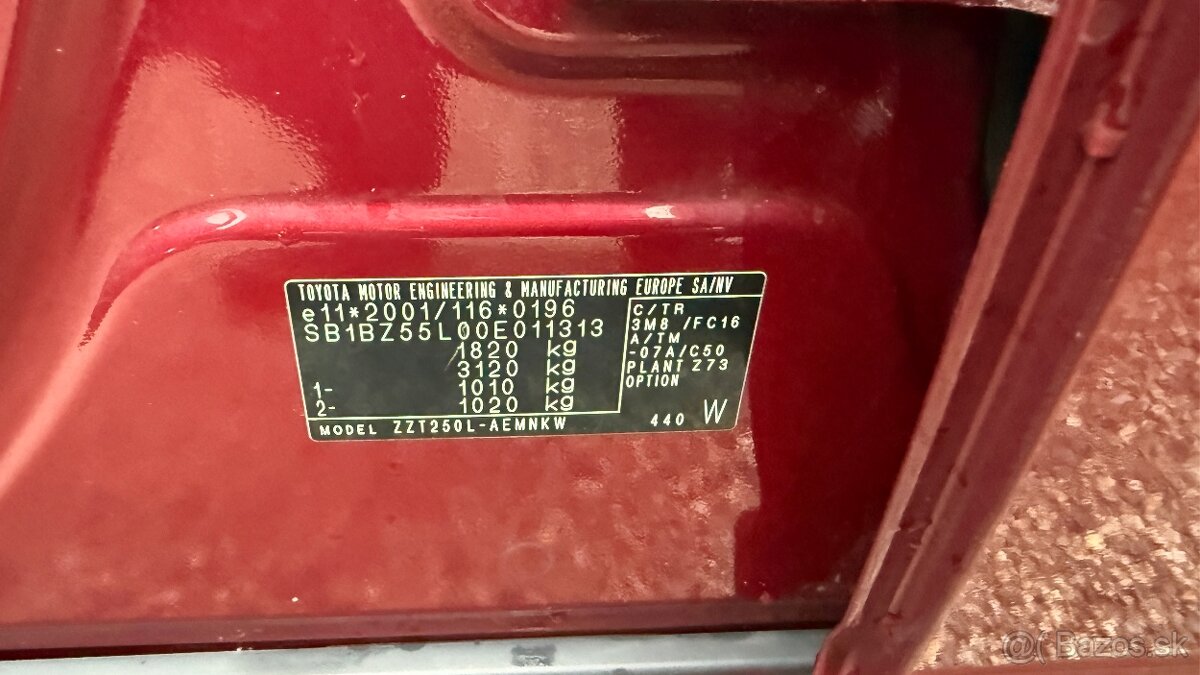 TOYOTA MOTOR ENGINEERING & MANUFACTURING EUROPE SA/NV
e11*2001/116*0196
SB1BZ55L00E011313
1820 kg
3120 kg
1- 1010 kg
2- 1020 kg
C/TR
3M8 /FC16
A/TM
-07A/C50
PLANT Z73
OPTION
MODEL ZZT250L-AEMNKW
440 W
@( Bazos.sk